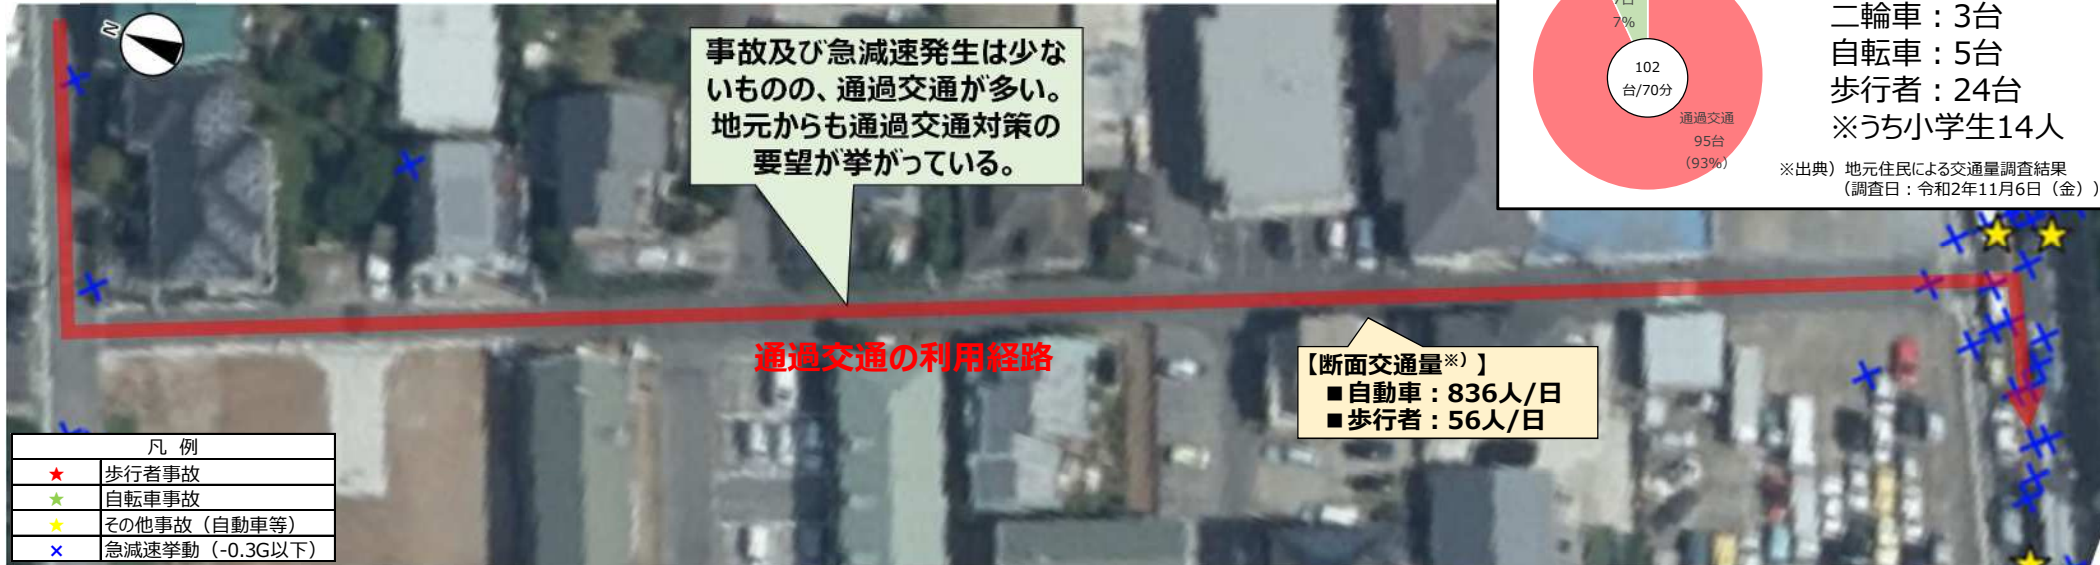 N
事故及び急減速発生は少な
いものの、通過交通が多い。
地元からも通過交通対策の
要望が挙がっている。
7%
102
台/70分
通過交通
95台
(93%)
二輪車：3台
自転車：5台
歩行者：24台
※うち小学生14人
※出典）地元住民による交通量調査結果
（調査日：令和2年11月6日（金））
通過交通の利用経路
【断面交通量※）】
■自動車：836人/日
■歩行者：56人/日
凡 例
★ 歩行者事故
★ 自転車事故
★ その他事故（自動車等）
× 急減速挙動（-0.3G以下）